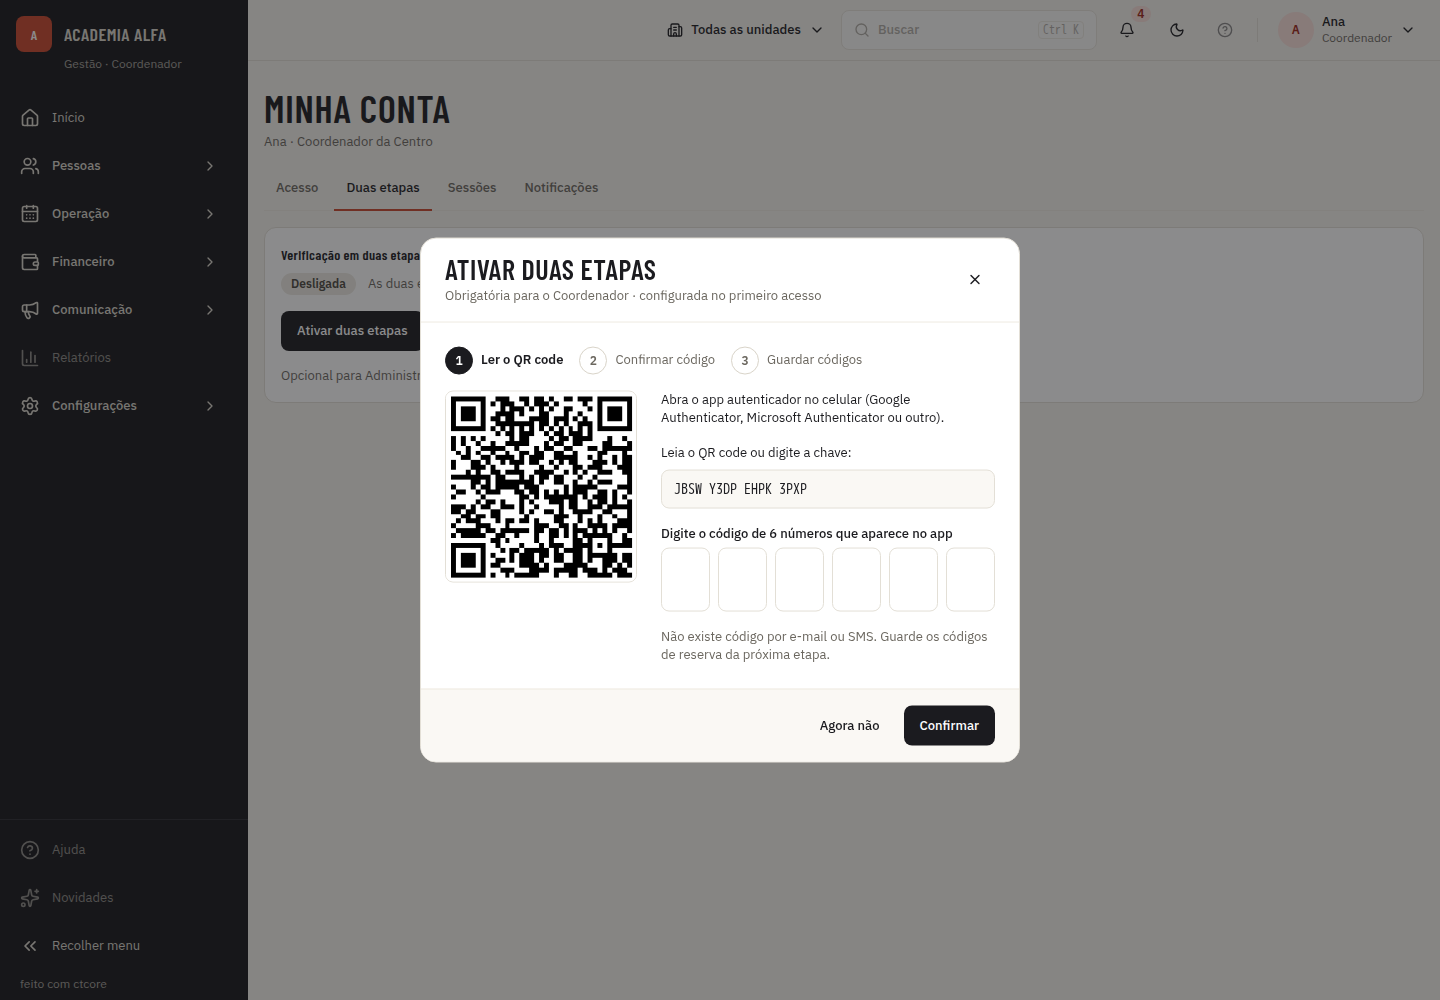 A
ACADEMIA ALFA
Gestão · Coordenador
Início
Pessoas
Operação
Financeiro
Comunicação
Relatórios
Configurações
Ajuda
Novidades
Recolher menu
feito com ctcore
Todas as unidades
Buscar
Ctrl K
4
A
Ana
Coordenador
MINHA CONTA
Ana · Coordenador da Centro
Acesso
Duas etapas
Sessões
Notificações
Verificação em duas etapa
Desligada
As duas e
Ativar duas etapas
Opcional para Administr
ATIVAR DUAS ETAPAS
Obrigatória para o Coordenador · configurada no primeiro acesso
1 Ler o QR code
2 Confirmar código
3 Guardar códigos
Abra o app autenticador no celular (Google
Authenticator, Microsoft Authenticator ou outro).
Leia o QR code ou digite a chave:
JBSW Y3DP EHPK 3PXP
Digite o código de 6 números que aparece no app
Não existe código por e-mail ou SMS. Guarde os códigos
de reserva da próxima etapa.
Agora não
Confirmar